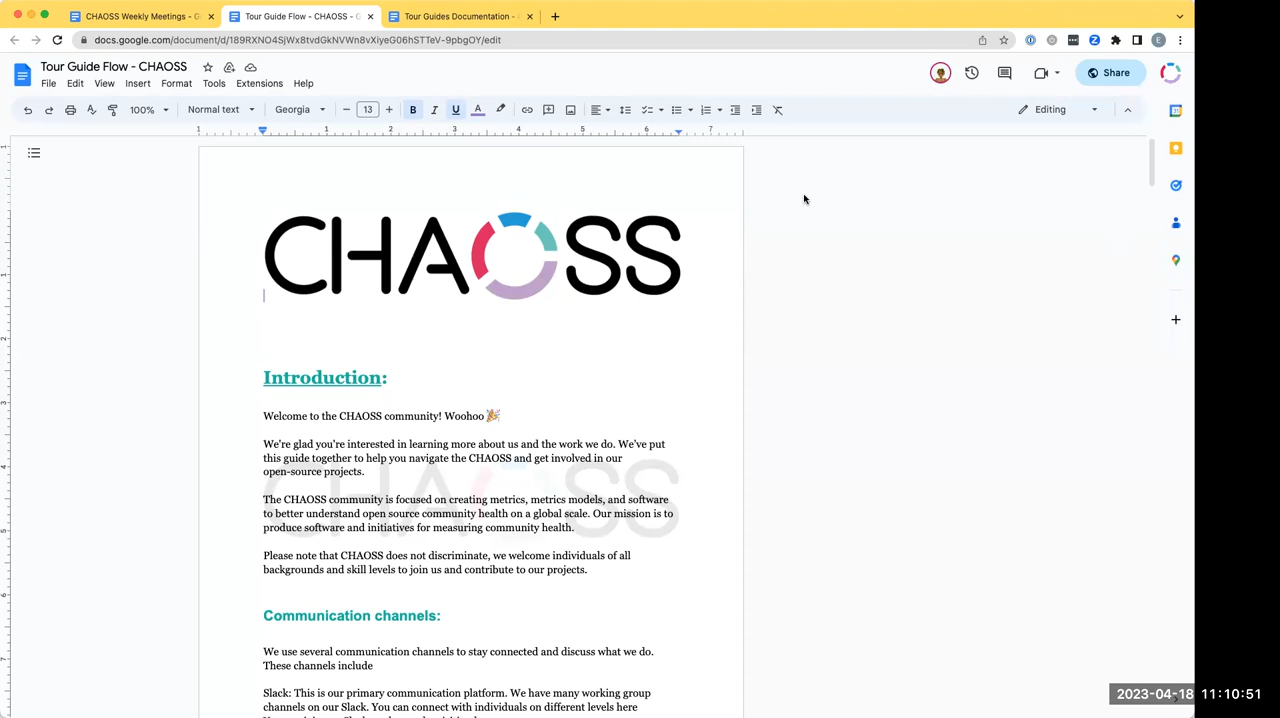 CHAOSS Weekly Meetings - G
Tour Guide Flow - CHAOSS - G
Tour Guides Documentation -
docs.google.com/document/d/189RXNO4SjWx8tvdGkNVWn8vXiyeG06hSTTeV-9pbgOY/edit
E
Tour Guide Flow - CHAOSS
File Edit View Insert Format Tools Extensions Help
Share
100% Normal text Georgia 13 B U A Editing
1 1 2 3 4 5 6 7
CHAOSS
Introduction:
Welcome to the CHAOSS community! Woohoo 🎉
We're glad you're interested in learning more about us and the work we do. We've put
this guide together to help you navigate the CHAOSS and get involved in our
open-source projects.
CHAOSS
The CHAOSS community is focused on creating metrics, metrics models, and software
to better understand open source community health on a global scale. Our mission is to
produce software and initiatives for measuring community health.
Please note that CHAOSS does not discriminate, we welcome individuals of all
backgrounds and skill levels to join us and contribute to our projects.
Communication channels:
We use several communication channels to stay connected and discuss what we do.
These channels include
Slack: This is our primary communication platform. We have many working group
channels on our Slack. You can connect with individuals on different levels here
2023-04-18 11:10:51